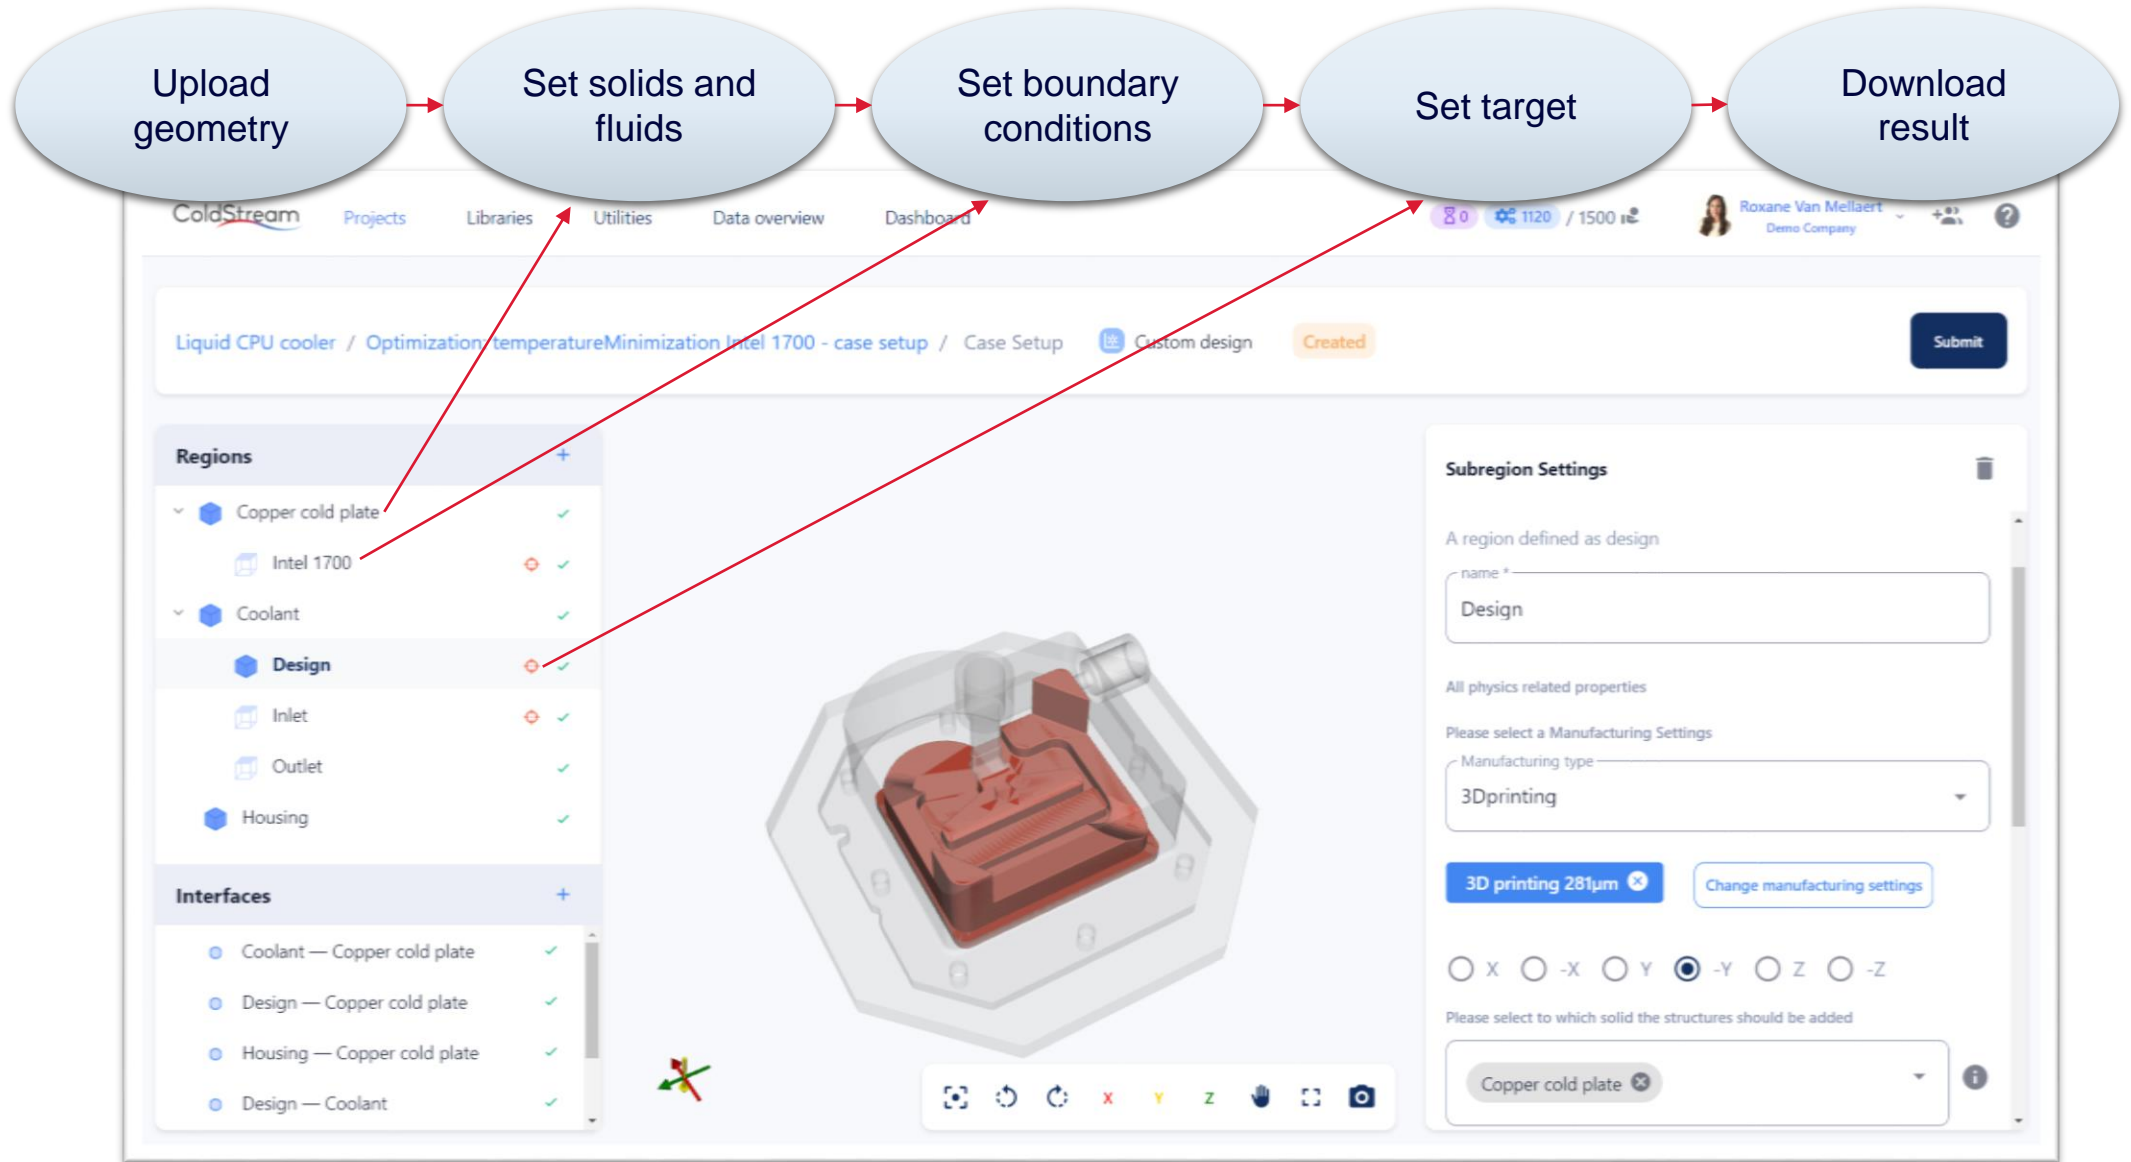 Upload
geometry
Set solids and
fluids
Set boundary
conditions
Set target
Download
result
ColdStream
Projects
Libraries
Utilities
Data overview
Dashboard
0
1120
/ 1500
Roxane Van Mellaert
Demo Company
Liquid CPU cooler / Optimization: temperatureMinimization Intel 1700 - case setup / Case Setup
Custom design
Created
Submit
Regions
Copper cold plate
Intel 1700
Coolant
Design
Inlet
Outlet
Housing
Interfaces
Coolant — Copper cold plate
Design — Copper cold plate
Housing — Copper cold plate
Design — Coolant
X Y Z
Subregion Settings
A region defined as design
name *
Design
All physics related properties
Please select a Manufacturing Settings
Manufacturing type
3Dprinting
3D printing 281μm
Change manufacturing settings
X -X Y -Y Z -Z
Please select to which solid the structures should be added
Copper cold plate